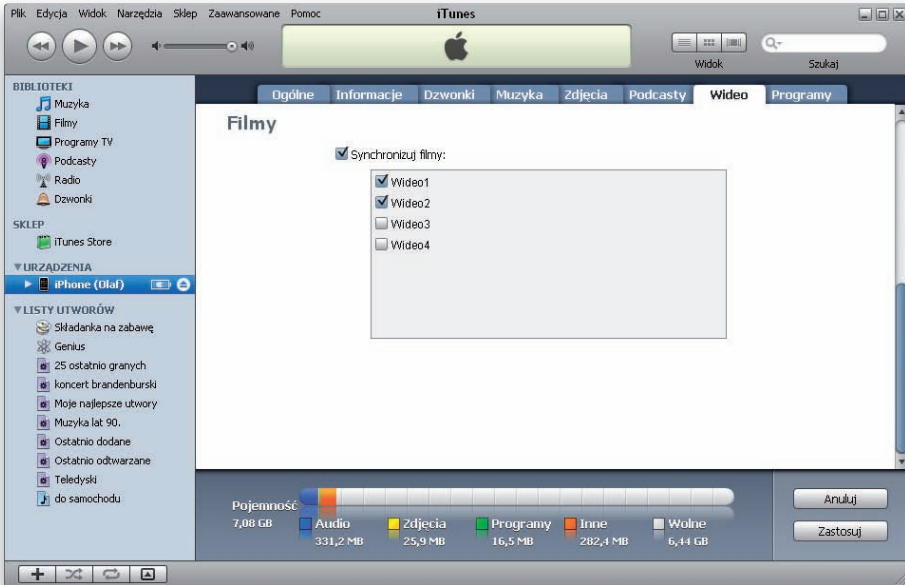 Plik Edycja Widok Narzędzia Sklep Zaawansowane Pomoc iTunes
Widok Szukaj
BIBLIOTEKI
Muzyka
Filmy
Programy TV
Podcasty
Radio
Dzwonki
SKLEP
iTunes Store
URZĄDZENIA
iPhone (Olaf)
LISTY UTWORÓW
Składanka na zabawę
Genius
25 ostatnio granych
koncert brandenburski
Moje najlepsze utwory
Muzyka lat 90.
Ostatnio dodane
Ostatnio odtwarzane
Teledyski
do samochodu
Ogólne Informacje Dzwonki Muzyka Zdjęcia Podcasty Wideo Programy
Filmy
Synchronizuj filmy:
Wideo1
Wideo2
Wideo3
Wideo4
Pojemność
7,08 GB
Audio Zdjęcia Programy Inne Wolne
331,2 MB 25,9 MB 16,5 MB 282,4 MB 6,44 GB
Anuluj
Zastosuj